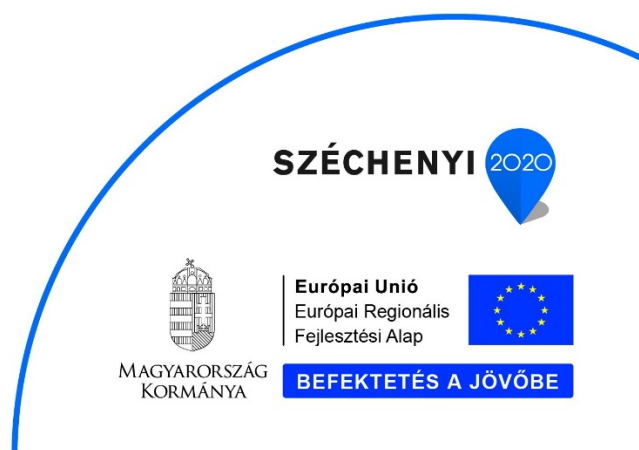 SZÉCHENYI 2020
Európai Unió
Európai Regionális
Fejlesztési Alap
MAGYARORSZÁG
KORMÁNYA
BEFEKTETÉS A JÖVŐBE